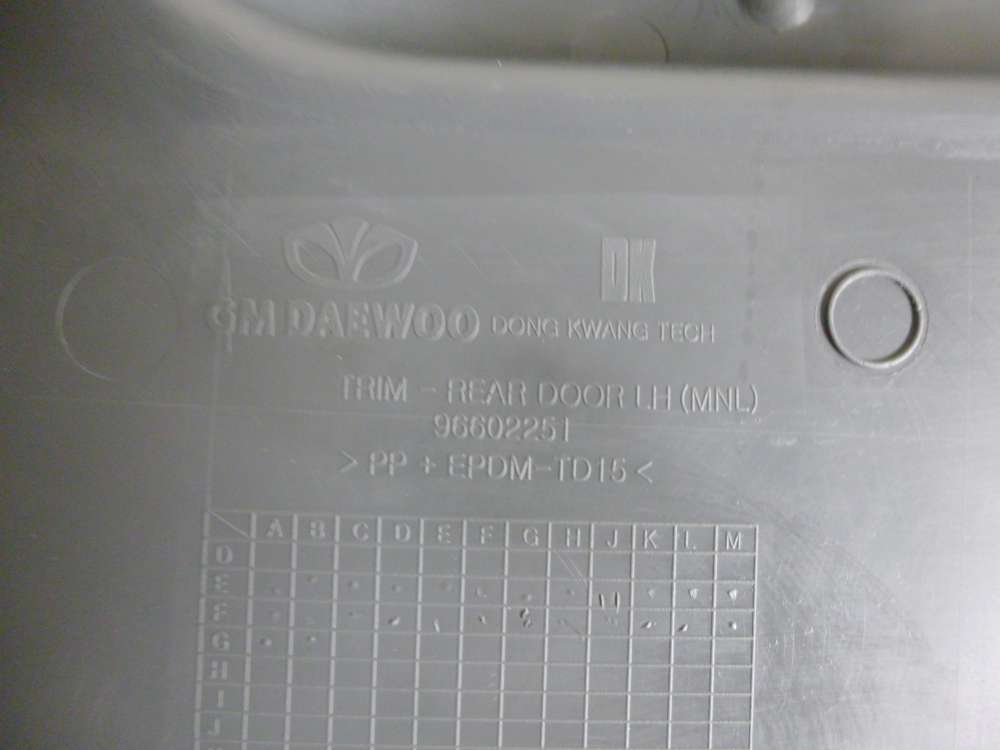 DK
GM DAEWOO DONG KWANG TECH
TRIM - REAR DOOR LH (MNL)
96602251
> PP + EPDM-TD15 <
A B C D E F G H J K L M
D
E
F
G
H
I
J